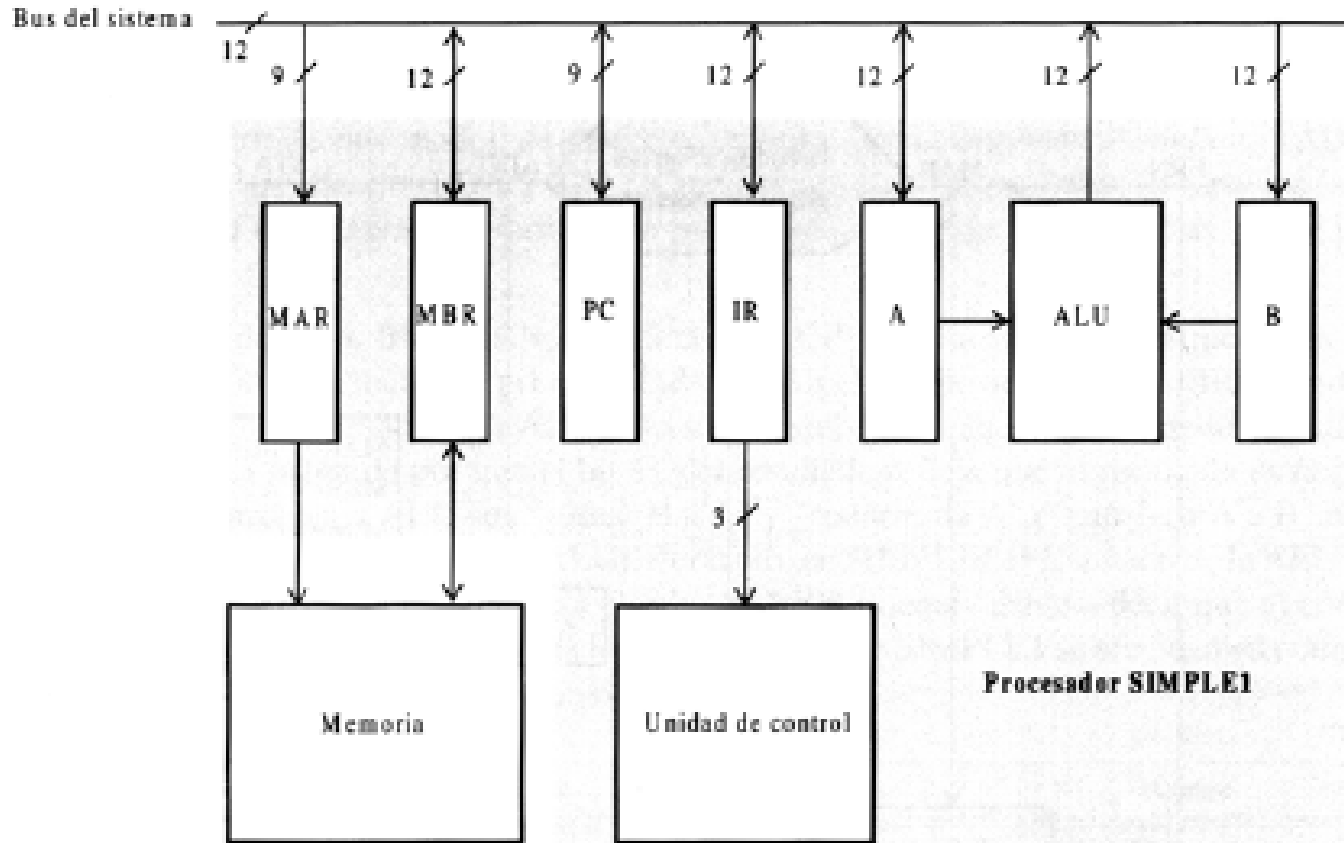 Bus del sistema
12
9
12
9
12
12
12
12
MAR
MBR
PC
IR
A
ALU
B
3
Memoria
Unidad de control
Procesador SIMPLE1